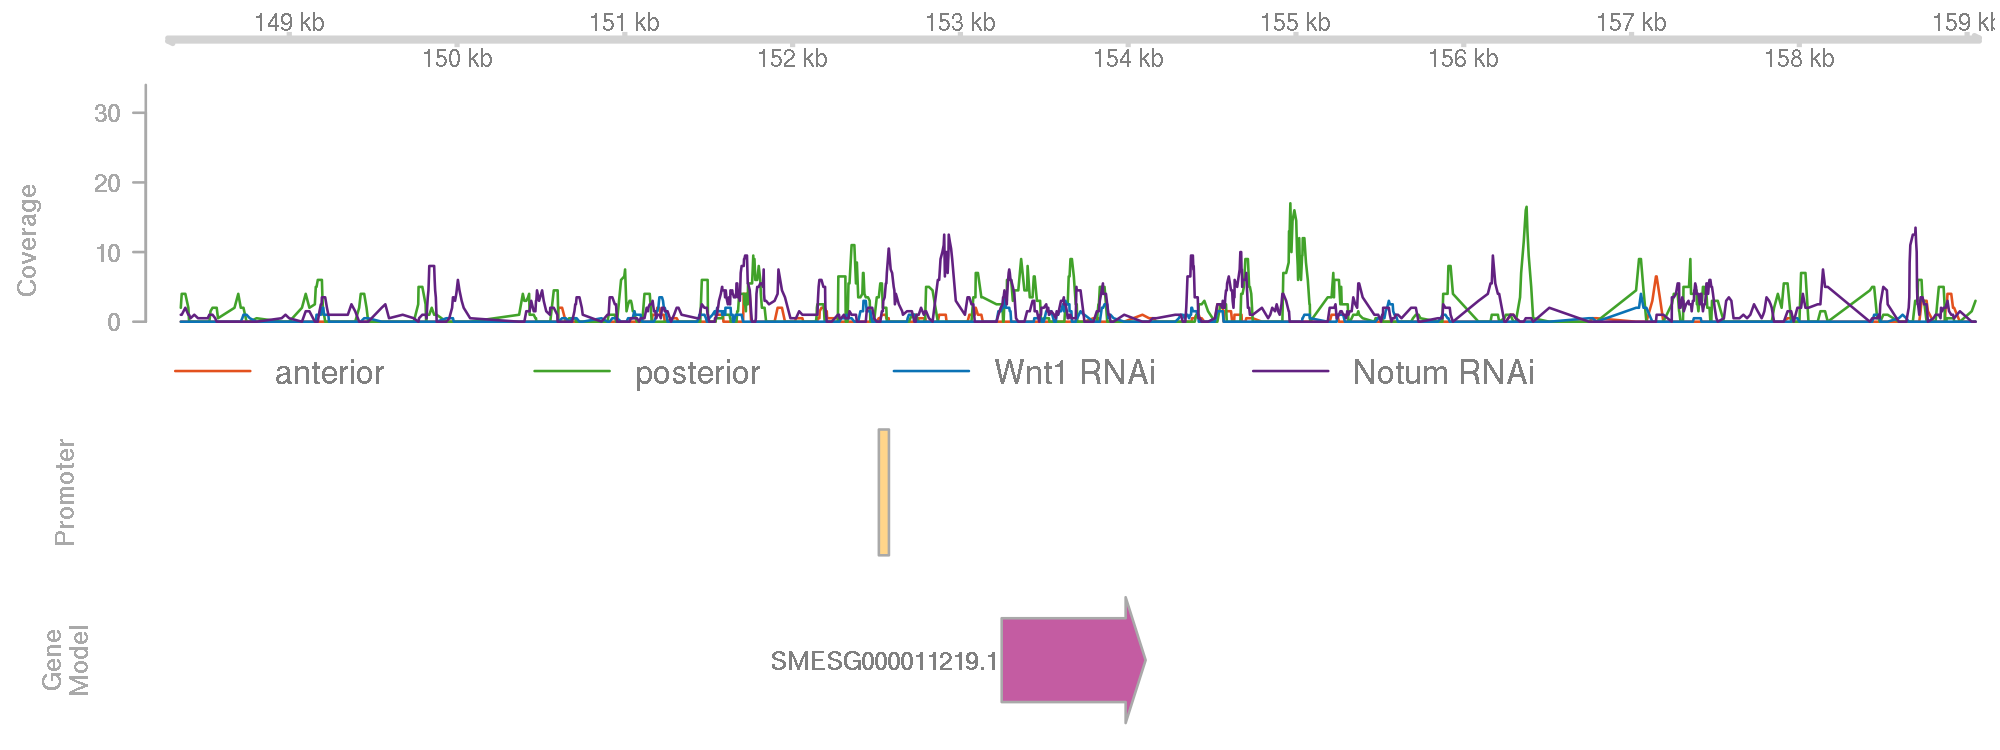 149 kb 151 kb 153 kb 155 kb 157 kb 159 kb
150 kb 152 kb 154 kb 156 kb 158 kb
30
20
10
0
Coverage
anterior posterior Wnt1 RNAi Notum RNAi
Promoter
0
Gene
Model
SMESG000011219.1